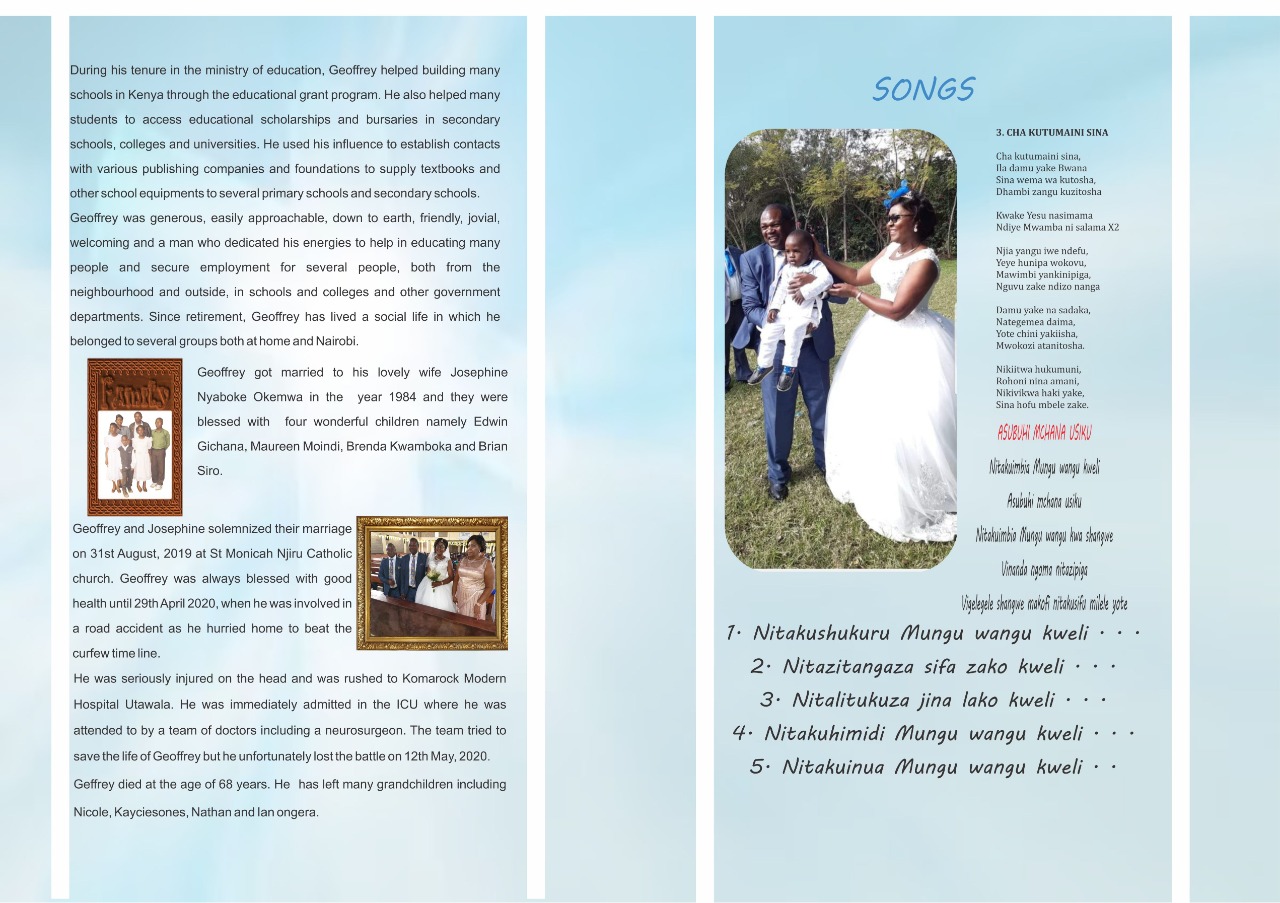 During his tenure in the ministry of education, Geoffrey helped building many
schools in Kenya through the educational grant program. He also helped many
students to access educational scholarships and bursaries in secondary
schools, colleges and universities. He used his influence to establish contacts
with various publishing companies and foundations to supply textbooks and
other school equipments to several primary schools and secondary schools.
Geoffrey was generous, easily approachable, down to earth, friendly, jovial,
welcoming and a man who dedicated his energies to help in educating many
people and secure employment for several people, both from the
neighbourhood and outside, in schools and colleges and other government
departments. Since retirement, Geoffrey has lived a social life in which he
belonged to several groups both at home and Nairobi.
Family
Geoffrey got married to his lovely wife Josephine
Nyaboke Okemwa in the year 1984 and they were
blessed with four wonderful children namely Edwin
Gichana, Maureen Moindi, Brenda Kwamboka and Brian
Siro.
Geoffrey and Josephine solemnized their marriage
on 31st August, 2019 at St Monicah Njiru Catholic
church. Geoffrey was always blessed with good
health until 29th April 2020, when he was involved in
a road accident as he hurried home to beat the
curfew time line.
He was seriously injured on the head and was rushed to Komarock Modern
Hospital Utawala. He was immediately admitted in the ICU where he was
attended to by a team of doctors including a neurosurgeon. The team tried to
save the life of Geoffrey but he unfortunately lost the battle on 12th May, 2020.
Geffrey died at the age of 68 years. He has left many grandchildren including
Nicole, Kayciesones, Nathan and Ian ongera.
SONGS
3. CHA KUTUMAINI SINA
Cha kutumaini sina,
Ila damu yake Bwana
Sina wema wa kutosha,
Dhambi zangu kuzitosha
Kwake Yesu nasimama
Ndiye Mwamba ni salama X2
Njia yangu iwe ndefu,
Yeye hunipa wokovu,
Mawimbi yankinipiga,
Nguvu zake ndizo nanga
Damu yake na sadaka,
Nategemea daima,
Yote chini yakiisha,
Mwokozi atanitosha.
Nikiitwa hukumuni,
Rohoni nina amani,
Nikivikwa haki yake,
Sina hofu mbele zake.
ASUBUHI MCHANA USIKU
Nitakuimbia Mungu wangu kweli
Asubuhi mchana usiku
Nitakuimbia Mungu wangu kwa shangwe
Vinanda ngoma nitazipiga
Vigelegele shangwe makofi nitakusifu milele yote
1. Nitakushukuru Mungu wangu kweli . . .
2. Nitazitangaza sifa zako kweli . . .
3. Nitalitukuza jina lako kweli . . .
4. Nitakuhimidi Mungu wangu kweli . . .
5. Nitakuinua Mungu wangu kweli . .